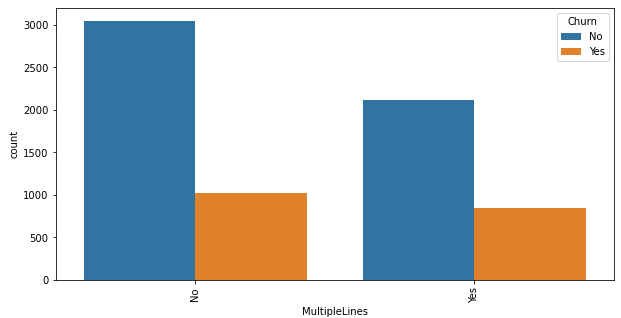 3000
2500
2000
1500
1000
500
0
count
No
Yes
MultipleLines
Churn
No
Yes